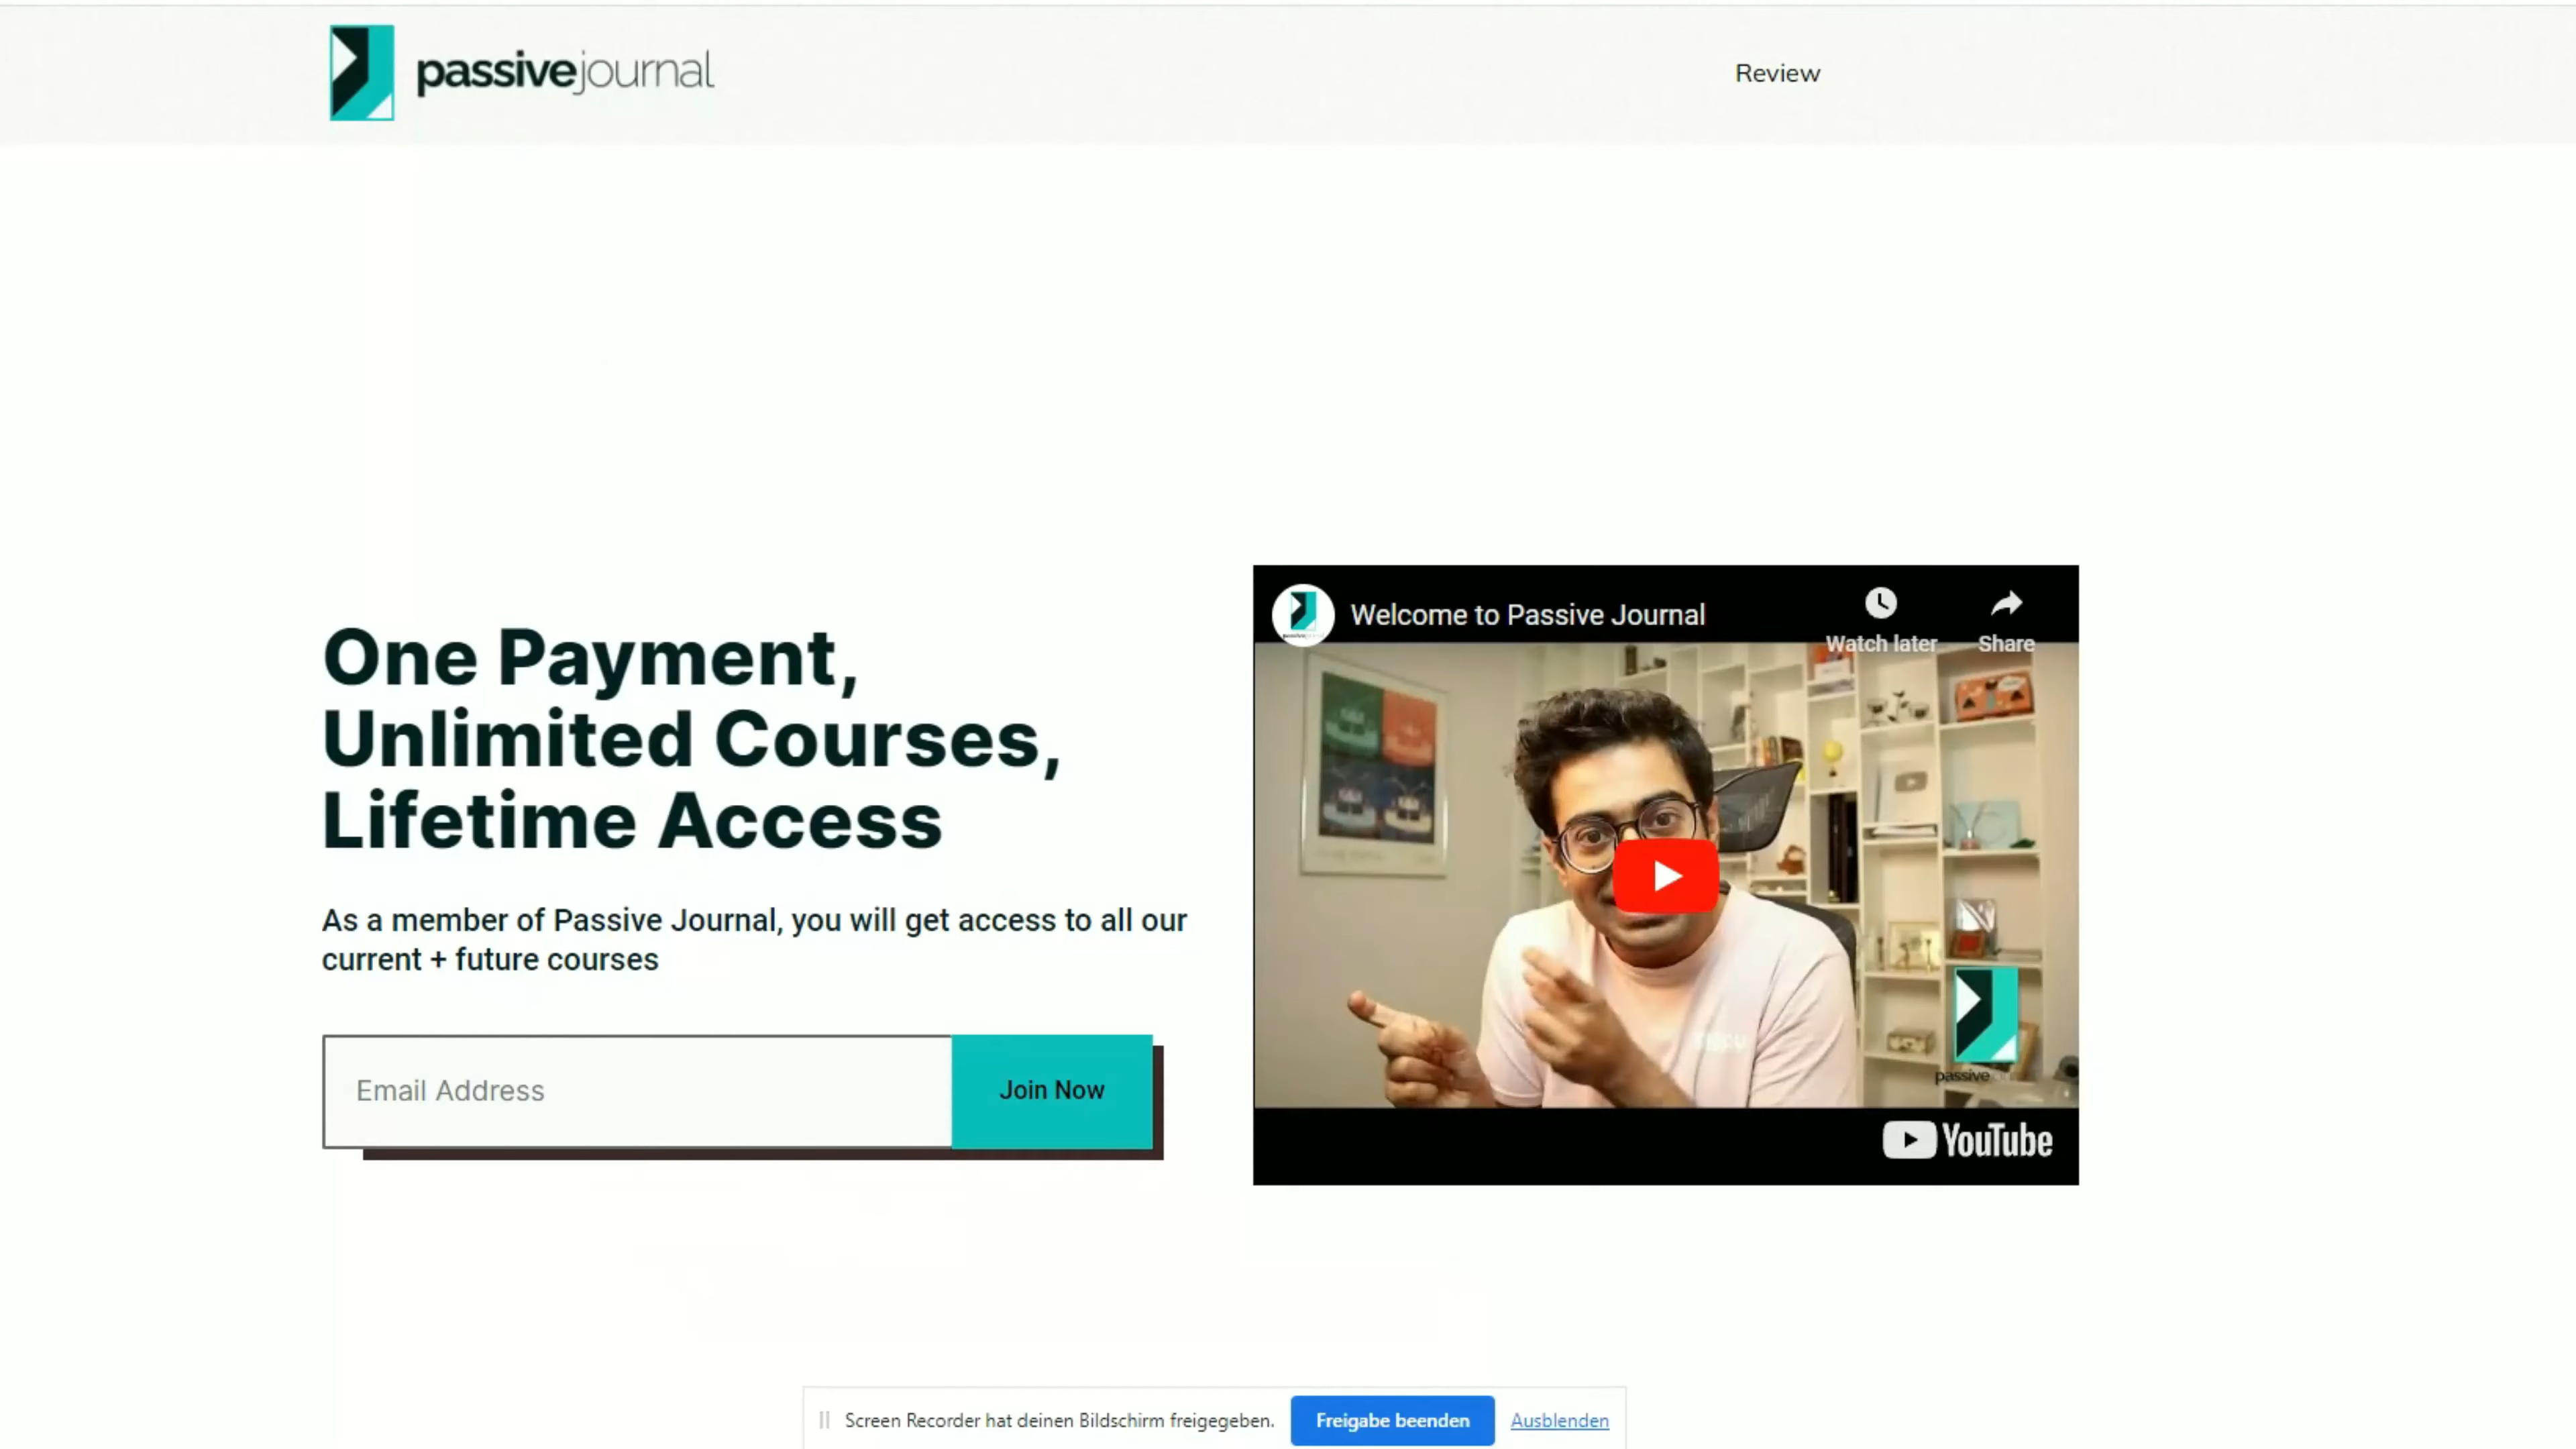 passivejournal
Review
One Payment,
Unlimited Courses,
Lifetime Access
As a member of Passive Journal, you will get access to all our
current + future courses
Email Address
Join Now
Welcome to Passive Journal
Watch later
Share
passive
YouTube
Screen Recorder hat deinen Bildschirm freigegeben.
Freigabe beenden
Ausblenden